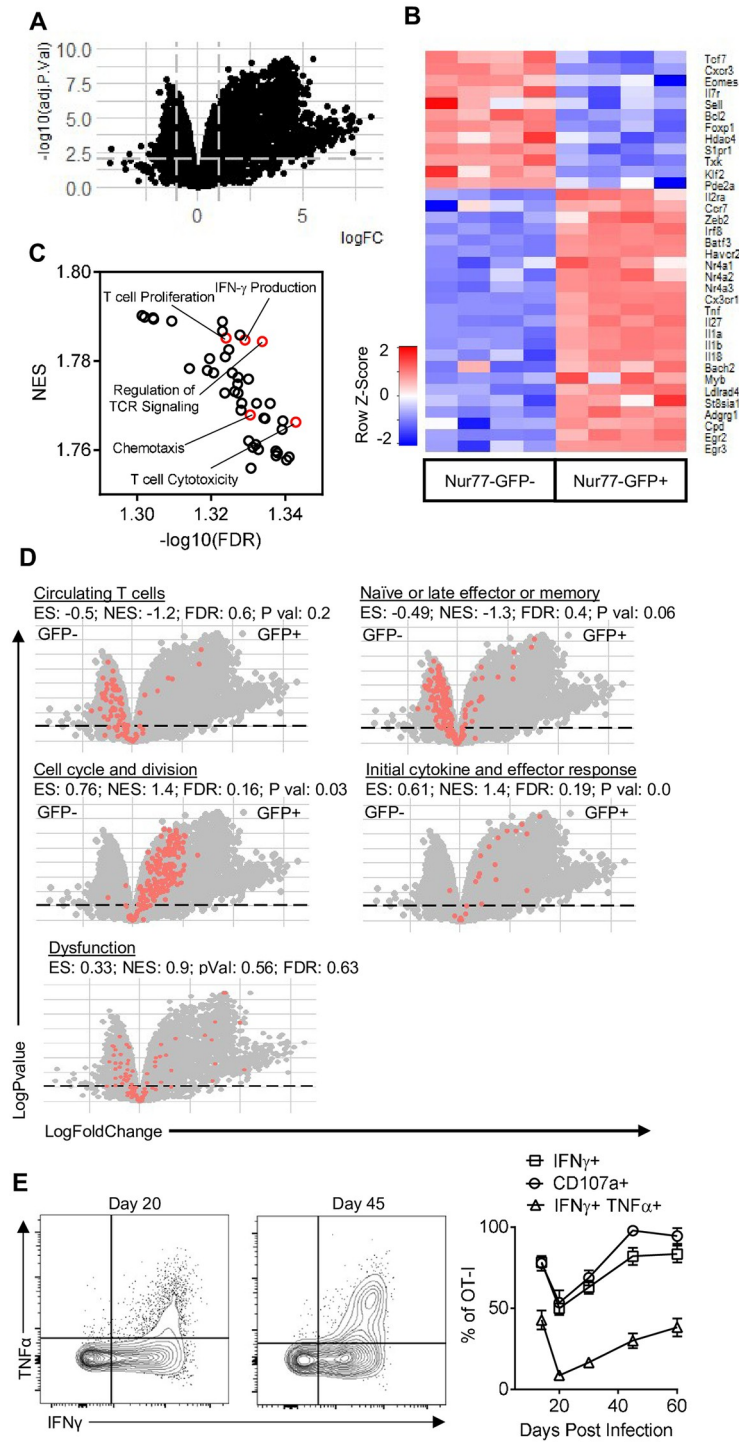 A
10.0
7.5
5.0
2.5
0.0
-log10(adj.P.Val)
0
5
logFC
B
Tcf7
Cxcr3
Eomes
Il7r
Sell
Bcl2
Foxp1
Hdac4
S1pr1
Txk
Klf2
Pde2a
Il2ra
Ccr7
Zeb2
Irf8
Batf3
Havcr2
Nr4a1
Nr4a2
Nr4a3
Cx3cr1
Tnf
Il27
Il1a
Il1b
Il18
Bach2
Myb
Ldlrad4
St8sia1
Adgrg1
Cpd
Egr2
Egr3
2
0
-2
Row Z-Score
Nur77-GFP-
Nur77-GFP+
C
1.80
1.78
1.76
NES
T cell Proliferation
IFN-γ Production
Regulation of
TCR Signaling
Chemotaxis
T cell Cytotoxicity
1.30
1.32
1.34
-log10(FDR)
D
Circulating T cells
ES: -0.5; NES: -1.2; FDR: 0.6; P val: 0.2
GFP-
GFP+
Naïve or late effector or memory
ES: -0.49; NES: -1.3; FDR: 0.4; P val: 0.06
GFP-
GFP+
Cell cycle and division
ES: 0.76; NES: 1.4; FDR: 0.16; P val: 0.03
GFP-
GFP+
Initial cytokine and effector response
ES: 0.61; NES: 1.4; FDR: 0.19; P val: 0.0
GFP-
GFP+
Dysfunction
ES: 0.33; NES: 0.9; pVal: 0.56; FDR: 0.63
LogPvalue
LogFoldChange
E
Day 20
Day 45
TNFα
IFNγ
IFNγ+
CD107a+
IFNγ+ TNFα+
100
50
0
% of OT-I
20
40
60
Days Post Infection